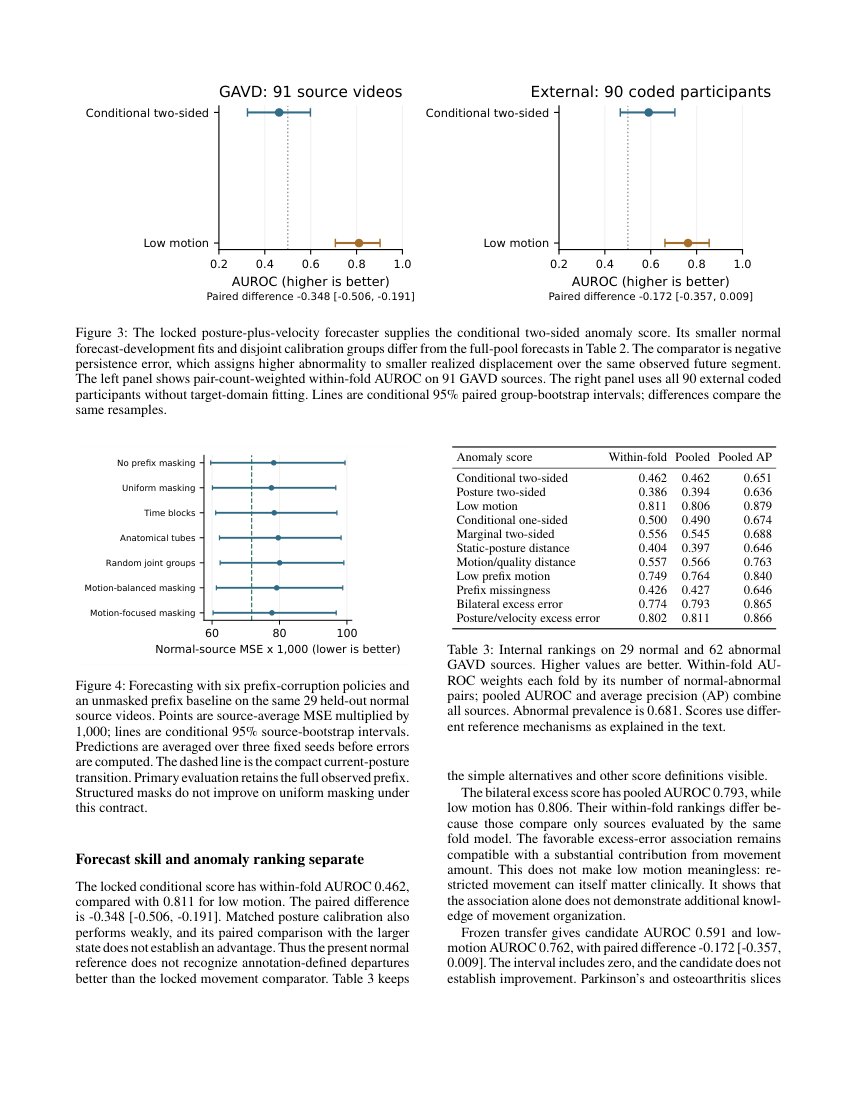 GAVD: 91 source videos
Conditional two-sided
Low motion
0.2 0.4 0.6 0.8 1.0
AUROC (higher is better)
Paired difference -0.348 [-0.506, -0.191]
External: 90 coded participants
Conditional two-sided
Low motion
0.2 0.4 0.6 0.8 1.0
AUROC (higher is better)
Paired difference -0.172 [-0.357, 0.009]
Figure 3: The locked posture-plus-velocity forecaster supplies the conditional two-sided anomaly score. Its smaller normal
forecast-development fits and disjoint calibration groups differ from the full-pool forecasts in Table 2. The comparator is negative
persistence error, which assigns higher abnormality to smaller realized displacement over the same observed future segment.
The left panel shows pair-count-weighted within-fold AUROC on 91 GAVD sources. The right panel uses all 90 external coded
participants without target-domain fitting. Lines are conditional 95% paired group-bootstrap intervals; differences compare the
same resamples.
No prefix masking
Uniform masking
Time blocks
Anatomical tubes
Random joint groups
Motion-balanced masking
Motion-focused masking
60 80 100
Normal-source MSE x 1,000 (lower is better)
Figure 4: Forecasting with six prefix-corruption policies and
an unmasked prefix baseline on the same 29 held-out normal
source videos. Points are source-average MSE multiplied by
1,000; lines are conditional 95% source-bootstrap intervals.
Predictions are averaged over three fixed seeds before errors
are computed. The dashed line is the compact current-posture
transition. Primary evaluation retains the full observed prefix.
Structured masks do not improve on uniform masking under
this contract.
Forecast skill and anomaly ranking separate
The locked conditional score has within-fold AUROC 0.462,
compared with 0.811 for low motion. The paired difference
is -0.348 [-0.506, -0.191]. Matched posture calibration also
performs weakly, and its paired comparison with the larger
state does not establish an advantage. Thus the present normal
reference does not recognize annotation-defined departures
better than the locked movement comparator. Table 3 keeps
Anomaly score Within-fold Pooled Pooled AP
Conditional two-sided 0.462 0.462 0.651
Posture two-sided 0.386 0.394 0.636
Low motion 0.811 0.806 0.879
Conditional one-sided 0.500 0.490 0.674
Marginal two-sided 0.556 0.545 0.688
Static-posture distance 0.404 0.397 0.646
Motion/quality distance 0.557 0.566 0.763
Low prefix motion 0.749 0.764 0.840
Prefix missingness 0.426 0.427 0.646
Bilateral excess error 0.774 0.793 0.865
Posture/velocity excess error 0.802 0.811 0.866
Table 3: Internal rankings on 29 normal and 62 abnormal
GAVD sources. Higher values are better. Within-fold AU-
ROC weights each fold by its number of normal-abnormal
pairs; pooled AUROC and average precision (AP) combine
all sources. Abnormal prevalence is 0.681. Scores use differ-
ent reference mechanisms as explained in the text.
the simple alternatives and other score definitions visible.
The bilateral excess score has pooled AUROC 0.793, while
low motion has 0.806. Their within-fold rankings differ be-
cause those compare only sources evaluated by the same
fold model. The favorable excess-error association remains
compatible with a substantial contribution from movement
amount. This does not make low motion meaningless: re-
stricted movement can itself matter clinically. It shows that
the association alone does not demonstrate additional knowl-
edge of movement organization.
Frozen transfer gives candidate AUROC 0.591 and low-
motion AUROC 0.762, with paired difference -0.172 [-0.357,
0.009]. The interval includes zero, and the candidate does not
establish improvement. Parkinson's and osteoarthritis slices